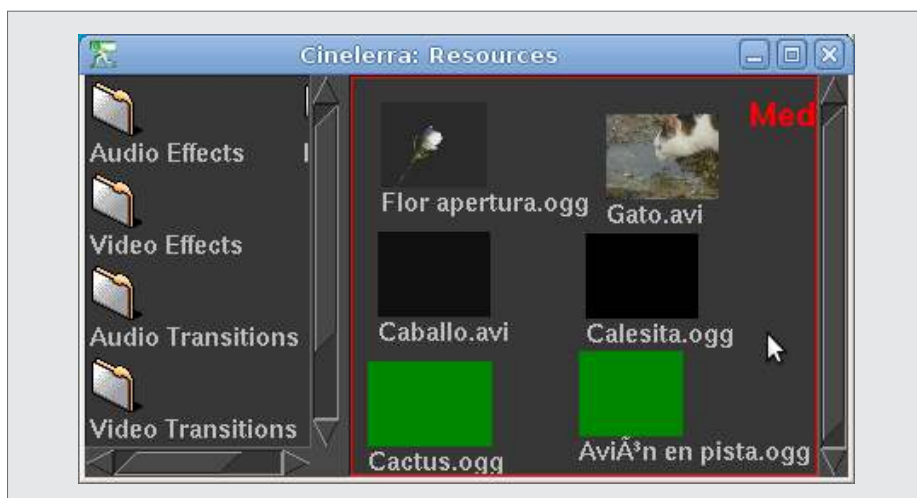 Cinelerra: Resources
Audio Effects
Video Effects
Audio Transitions
Video Transitions
Med
Flor apertura.ogg
Gato.avi
Caballo.avi
Calesita.ogg
Cactus.ogg
AviÃ³n en pista.ogg